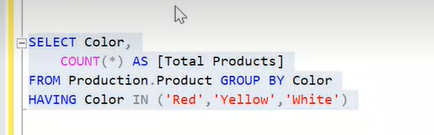 SELECT Color,
COUNT(*) AS [Total Products]
FROM Production.Product GROUP BY Color
HAVING Color IN ('Red','Yellow','White')